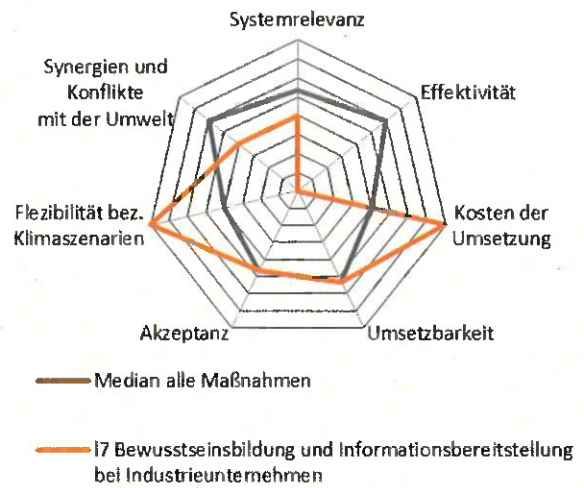 Systemrelevanz
Synergien und
Konflikte
mit der Umwelt
Effektivität
Flezibilität bez.
Klimaszenarien
Kosten der
Umsetzung
Akzeptanz
Umsetzbarkeit
Median alle Maßnahmen
I7 Bewusstseinsbildung und Informationsbereitstellung
bei Industrieunternehmen